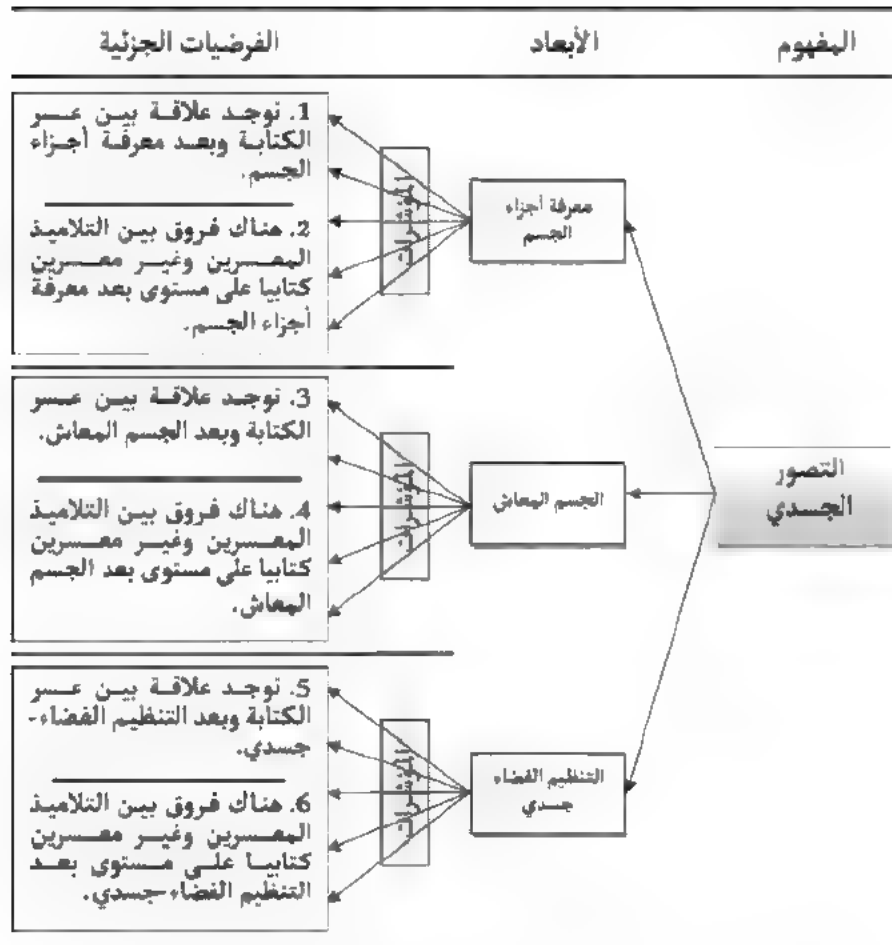 المفهوم
الأبعاد
الفرضيات الجزئية
التصور
الجسدي
معرفة أجزاء
الجسم
المؤشرات
1. توجد علاقة بين عسر
الكتابة وبعد معرفة أجزاء
الجسم.
2. هناك فروق بين التلاميذ
المعسرين وغير معسرين
كتابيا على مستوى بعد معرفة
أجزاء الجسم.
الجسم المعاش
المؤشرات
3. توجد علاقة بين عسر
الكتابة وبعد الجسم المعاش.
4. هناك فروق بين التلاميذ
المعسرين وغير معسرين
كتابيا على مستوى بعد الجسم
المعاش.
التنظيم الفضاء
جسدي
المؤشرات
5. توجد علاقة بين عسر
الكتابة وبعد التنظيم الفضاء-
جسدي.
6. هناك فروق بين التلاميذ
المعسرين وغير معسرين
كتابيا على مستوى بعد
التنظيم الفضاء-جسدي.